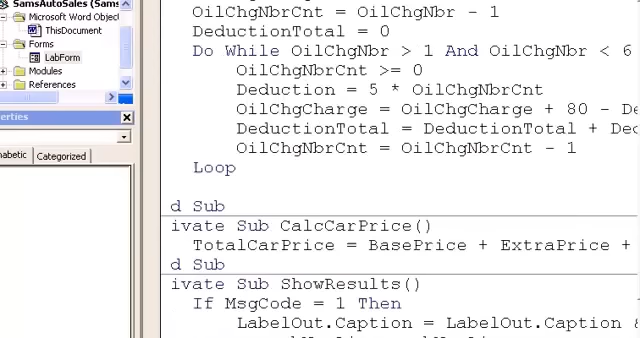 SamsAutoSales (Sams
Microsoft Word Object
ThisDocument
Forms
LabForm
Modules
References
erties
abetic
Categorized
OilChgNbrCnt = OilChgNbr - 1
DeductionTotal = 0
Do While OilChgNbr > 1 And OilChgNbr < 6
OilChgNbrCnt >= 0
Deduction = 5 * OilChgNbrCnt
OilChgCharge = OilChgCharge + 80 - De
DeductionTotal = DeductionTotal + Dec
OilChgNbrCnt = OilChgNbrCnt - 1
Loop
d Sub
ivate Sub CalcCarPrice()
TotalCarPrice = BasePrice + ExtraPrice +
d Sub
ivate Sub ShowResults()
If MsgCode = 1 Then
LabelOut.Caption = LabelOut.Caption &